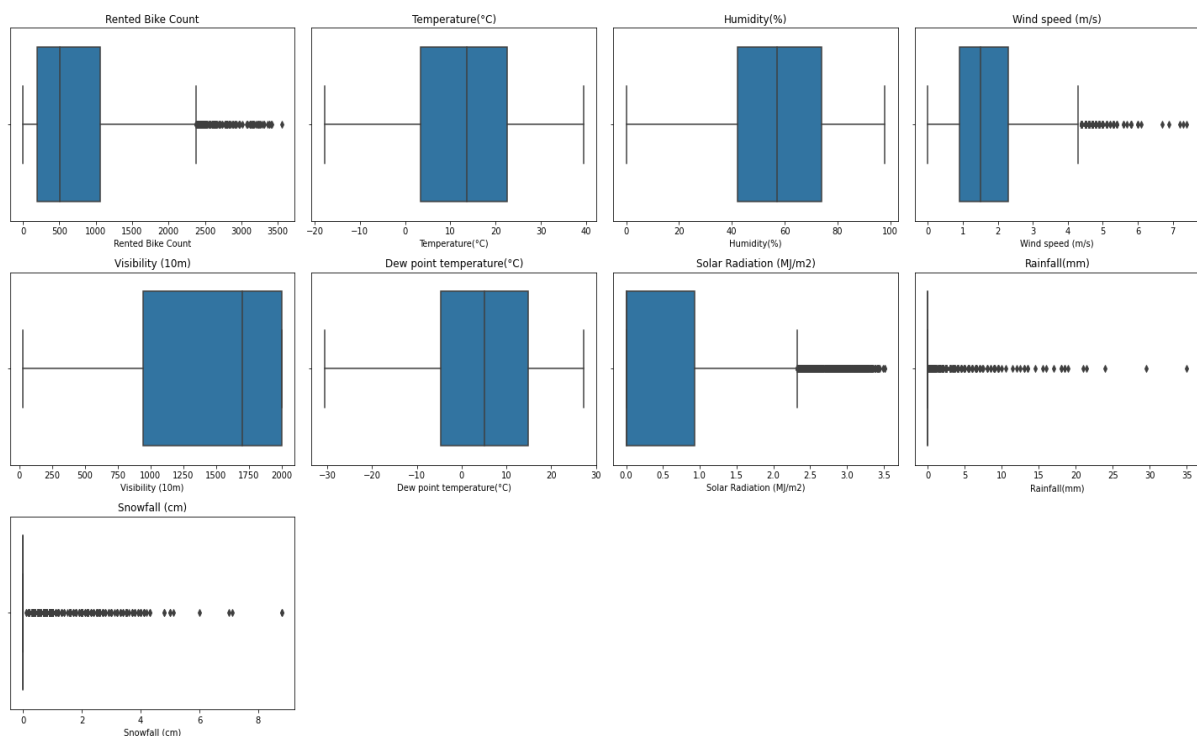 Rented Bike Count
Temperature(°C)
Humidity(%)
Wind speed (m/s)
0 500 1000 1500 2000 2500 3000 3500
−20 −10 0 10 20 30 40
0 20 40 60 80 100
0 1 2 3 4 5 6 7
Rented Bike Count
Temperature(°C)
Humidity(%)
Wind speed (m/s)
Visibility (10m)
Dew point temperature(°C)
Solar Radiation (MJ/m2)
Rainfall(mm)
0 250 500 750 1000 1250 1500 1750 2000
−30 −20 −10 0 10 20 30
0.0 0.5 1.0 1.5 2.0 2.5 3.0 3.5
0 5 10 15 20 25 30 35
Visibility (10m)
Dew point temperature(°C)
Solar Radiation (MJ/m2)
Rainfall(mm)
Snowfall (cm)
0 2 4 6 8
Snowfall (cm)